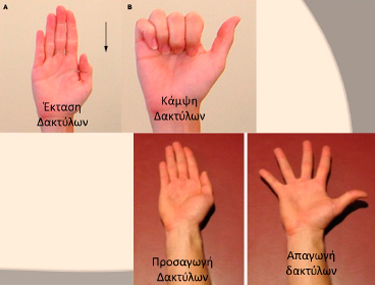 A
B
Έκταση
Δακτύλων
Κάμψη
Δακτύλων
Προσαγωγή
Δακτύλων
Απαγωγή
δακτύλων